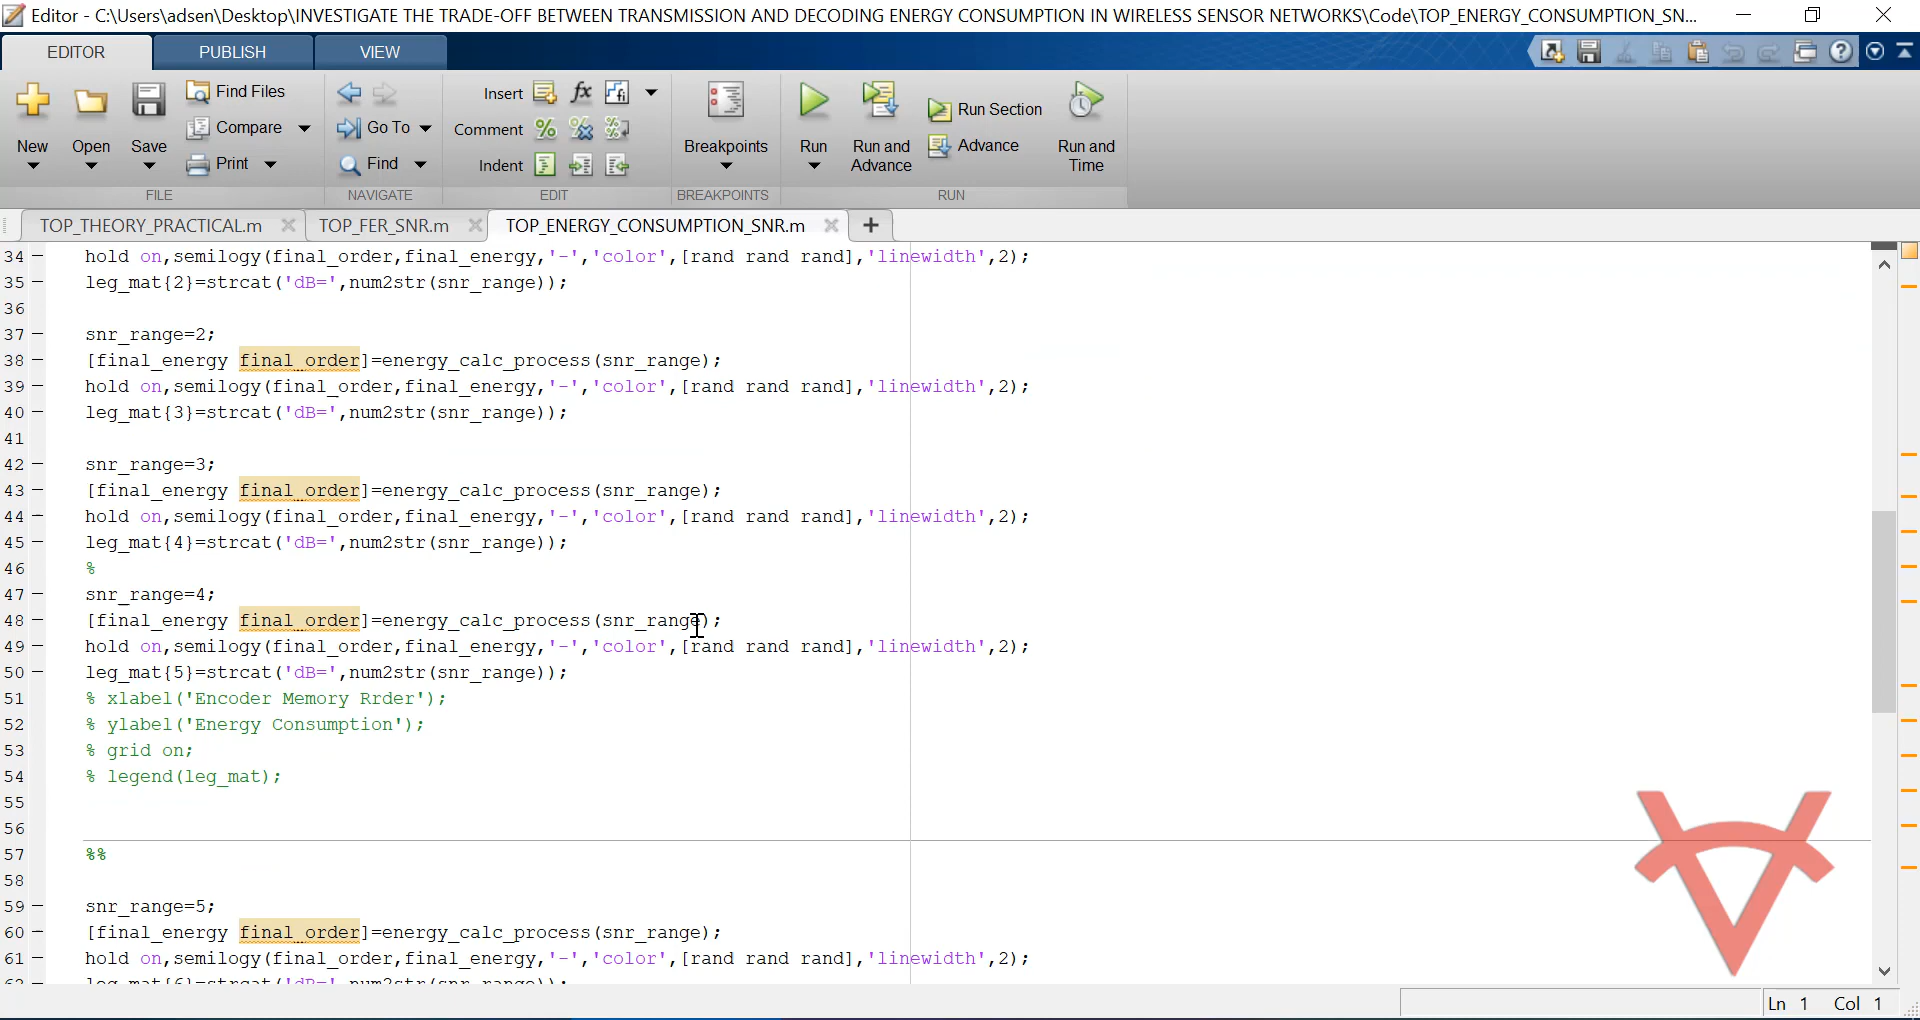 Editor - C:\Users\adsen\Desktop\INVESTIGATE THE TRADE-OFF BETWEEN TRANSMISSION AND DECODING ENERGY CONSUMPTION IN WIRELESS SENSOR NETWORKS\Code\TOP_ENERGY_CONSUMPTION_SN...
EDITOR PUBLISH VIEW
Find Files Insert fx
New Open Save Compare Go To Comment Breakpoints Run Run and Advance Run Section Advance Run and Time
Print Find Indent
FILE NAVIGATE EDIT BREAKPOINTS RUN
TOP_THEORY_PRACTICAL.m TOP_FER_SNR.m TOP_ENERGY_CONSUMPTION_SNR.m +
34 – hold on,semilogy(final_order,final_energy,'-','color',[rand rand rand],'linewidth',2);
35 – leg_mat{2}=strcat('dB=',num2str(snr_range));
36
37 – snr_range=2;
38 – [final_energy final_order]=energy_calc_process(snr_range);
39 – hold on,semilogy(final_order,final_energy,'-','color',[rand rand rand],'linewidth',2);
40 – leg_mat{3}=strcat('dB=',num2str(snr_range));
41
42 – snr_range=3;
43 – [final_energy final_order]=energy_calc_process(snr_range);
44 – hold on,semilogy(final_order,final_energy,'-','color',[rand rand rand],'linewidth',2);
45 – leg_mat{4}=strcat('dB=',num2str(snr_range));
46 %
47 – snr_range=4;
48 – [final_energy final_order]=energy_calc_process(snr_range);
49 – hold on,semilogy(final_order,final_energy,'-','color',[rand rand rand],'linewidth',2);
50 – leg_mat{5}=strcat('dB=',num2str(snr_range));
51 % xlabel('Encoder Memory Rrder');
52 % ylabel('Energy Consumption');
53 % grid on;
54 % legend(leg_mat);
55
56
57 %%
58
59 – snr_range=5;
60 – [final_energy final_order]=energy_calc_process(snr_range);
61 – hold on,semilogy(final_order,final_energy,'-','color',[rand rand rand],'linewidth',2);
62 – leg_mat{6}=strcat('dB=',num2str(snr_range));
Ln 1 Col 1